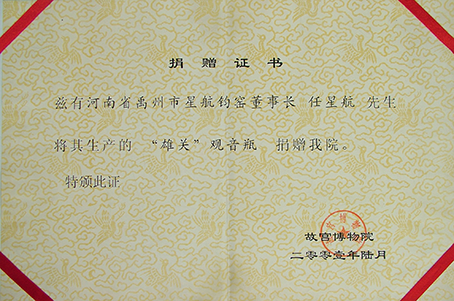 捐赠证书
兹有河南省禹州市星航钧窑董事长 任星航 先生
将其生产的 “雄关”观音瓶 捐赠我院。
特颁此证
故宫博物院
二零零壹年陆月